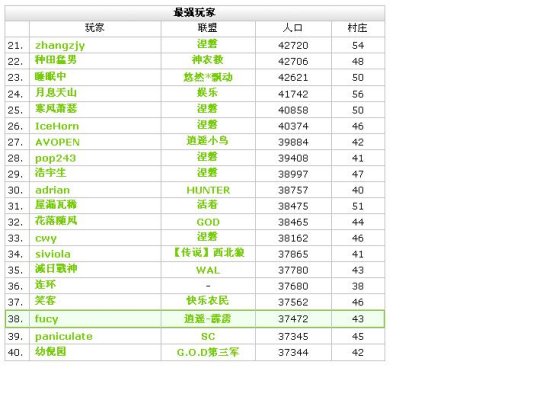 最强玩家
玩家 联盟 人口 村庄
21. zhangzjy 涅磐 42720 54
22. 种田猛男 神农教 42706 48
23. 睡眠中 悠然*飘动 42621 50
24. 月息天山 娱乐 41742 56
25. 寒风萧瑟 涅磐 40858 50
26. IceHorn 涅磐 40374 46
27. AVOPEN 逍遥小鸟 39884 42
28. pop243 涅磐 39408 41
29. 浩宇生 涅磐 38997 47
30. adrian HUNTER 38757 40
31. 屋漏瓦稀 活着 38475 51
32. 花落随风 GOD 38465 44
33. cwy 涅磐 38162 46
34. siviola 【传说】西北狼 37865 41
35. 滅日戰神 WAL 37780 43
36. 连环 - 37680 38
37. 笑客 快乐农民 37562 46
38. fucy 逍遥-霹雳 37472 43
39. paniculate SC 37345 45
40. 幼倪园 G.O.D第三军 37344 42